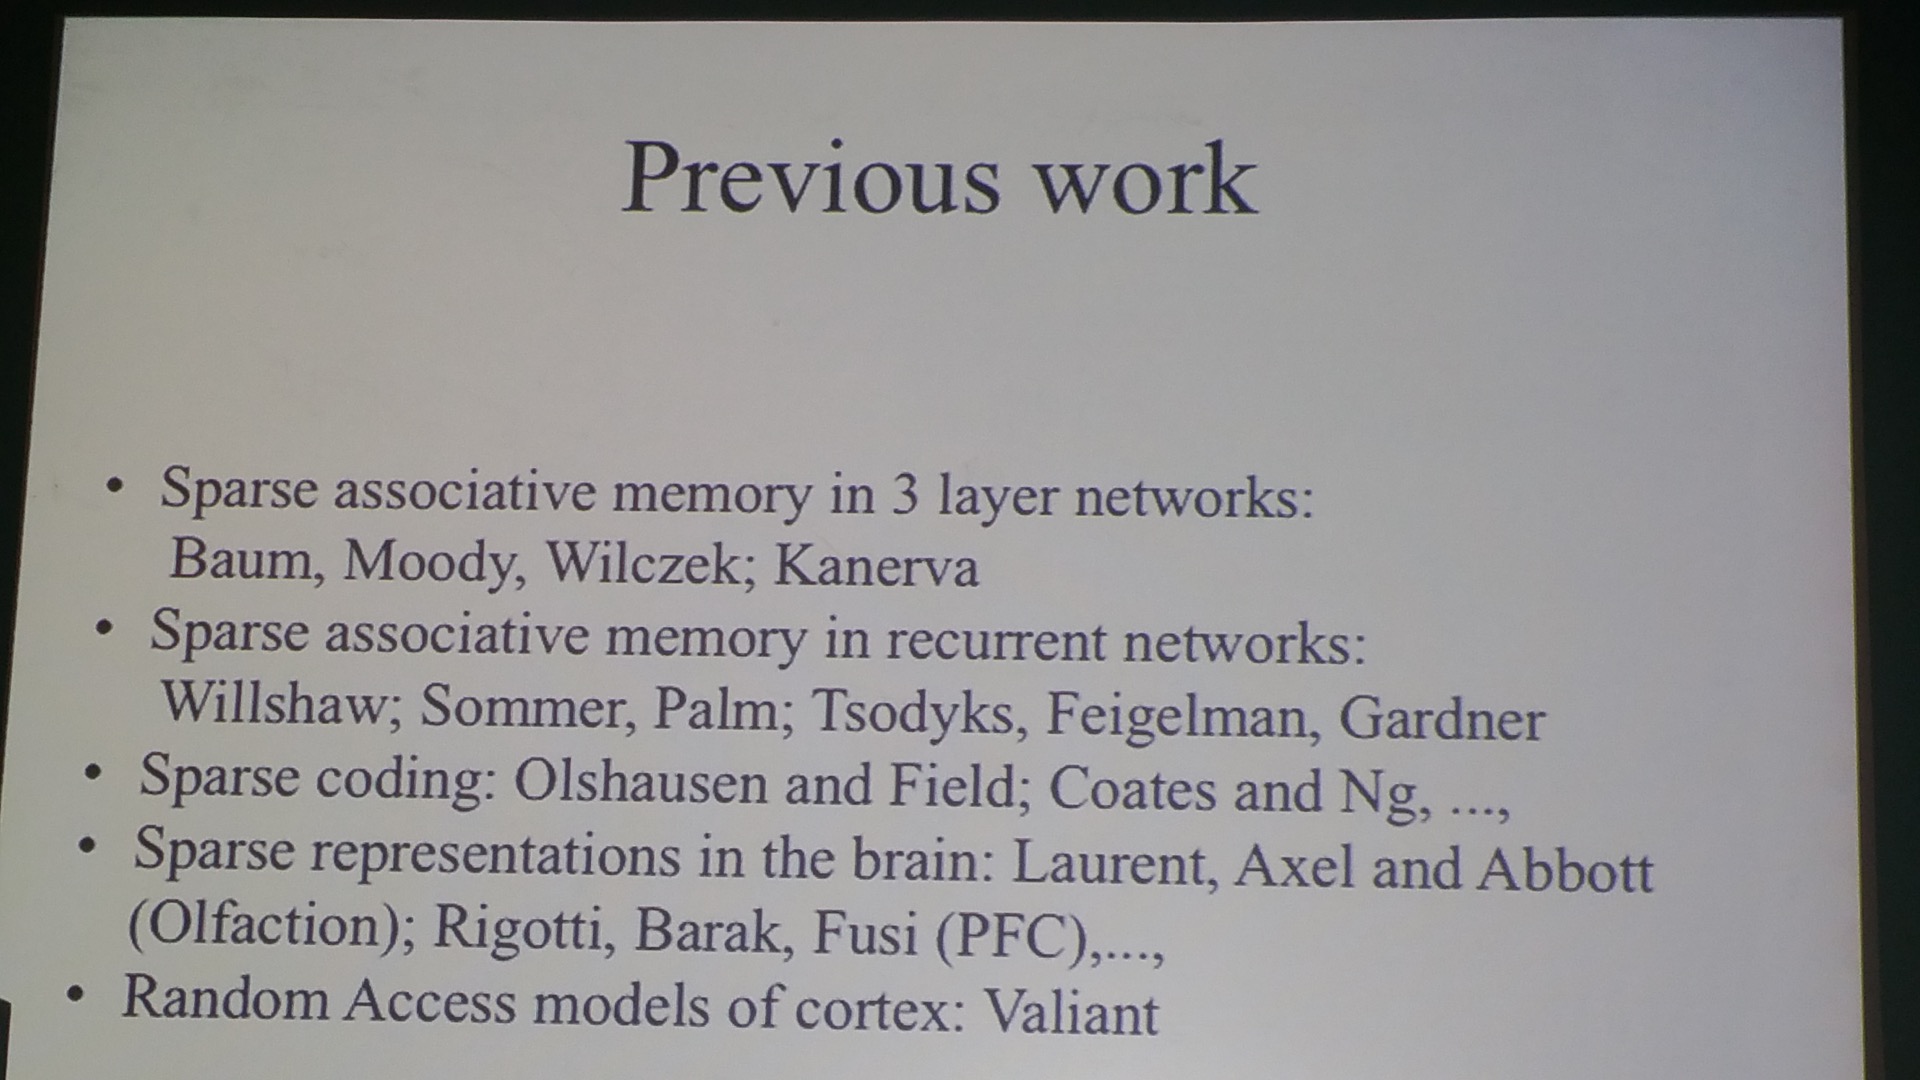 Previous work
• Sparse associative memory in 3 layer networks:
Baum, Moody, Wilczek; Kanerva
• Sparse associative memory in recurrent networks:
Willshaw; Sommer, Palm; Tsodyks, Feigelman, Gardner
• Sparse coding: Olshausen and Field; Coates and Ng, ...,
• Sparse representations in the brain: Laurent, Axel and Abbott
(Olfaction); Rigotti, Barak, Fusi (PFC),...,
• Random Access models of cortex: Valiant